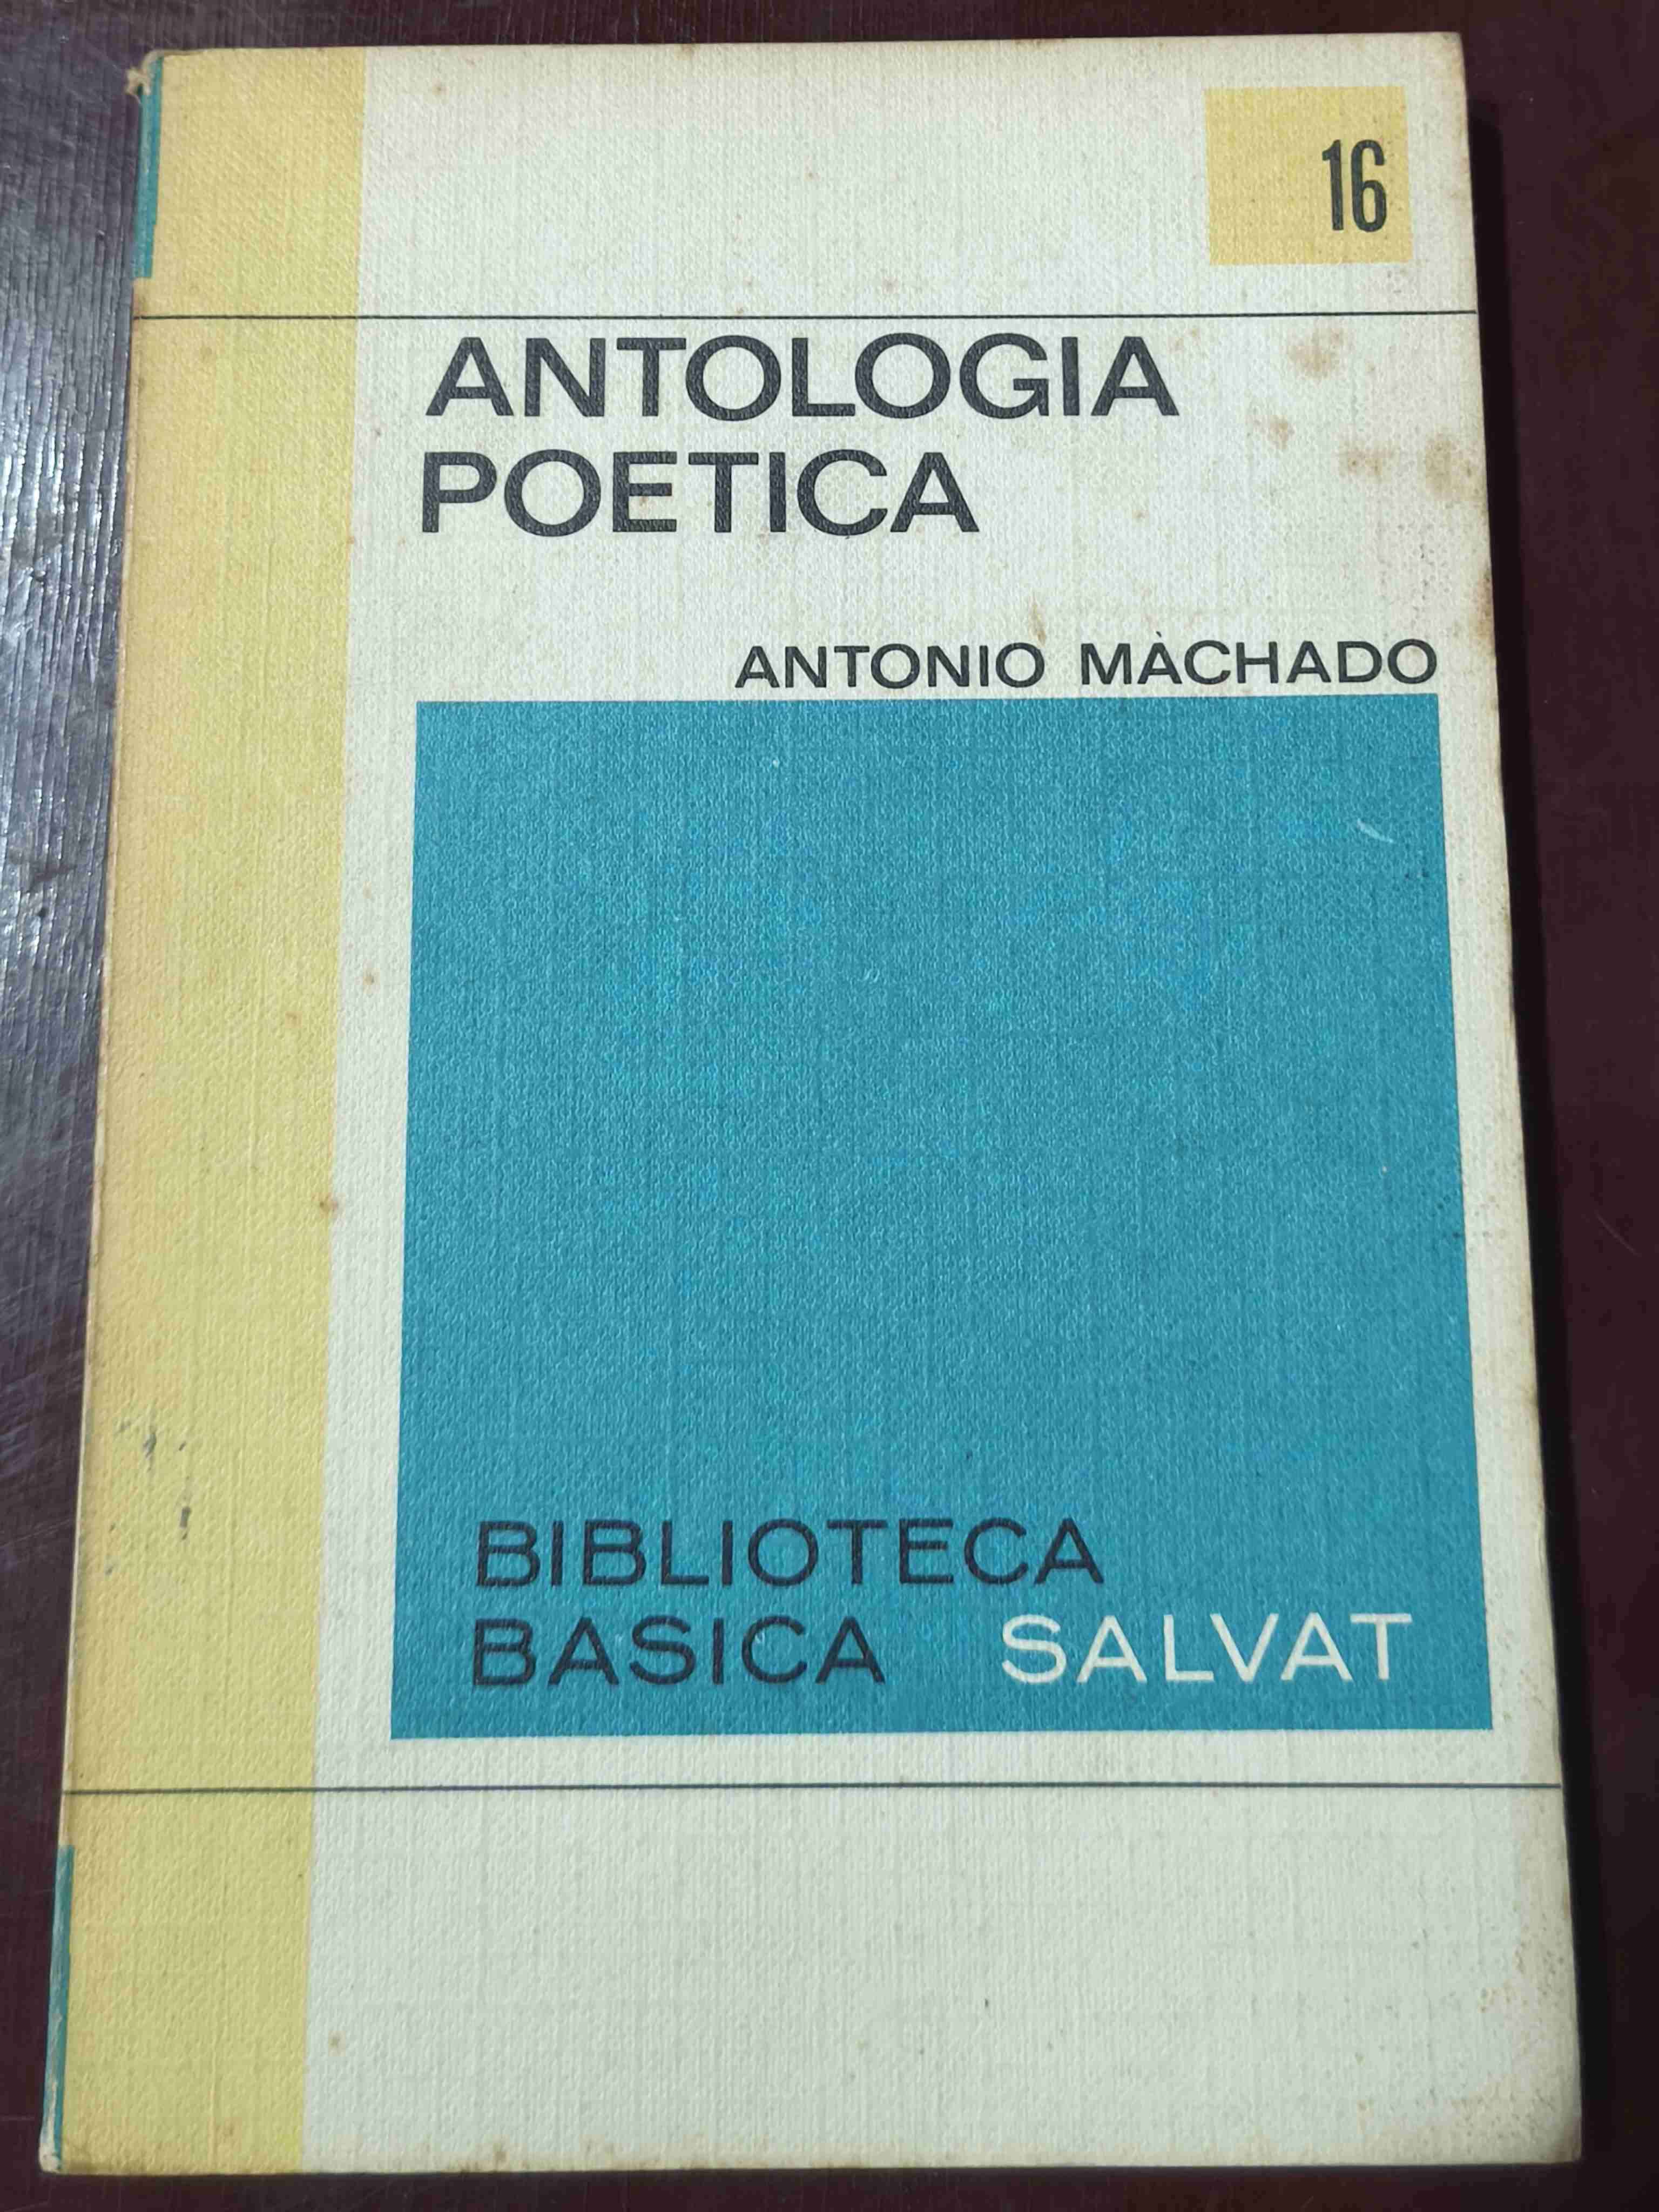 16
ANTOLOGIA
POETICA
ANTONIO MACHADO
BIBLIOTECA
BASICA SALVAT